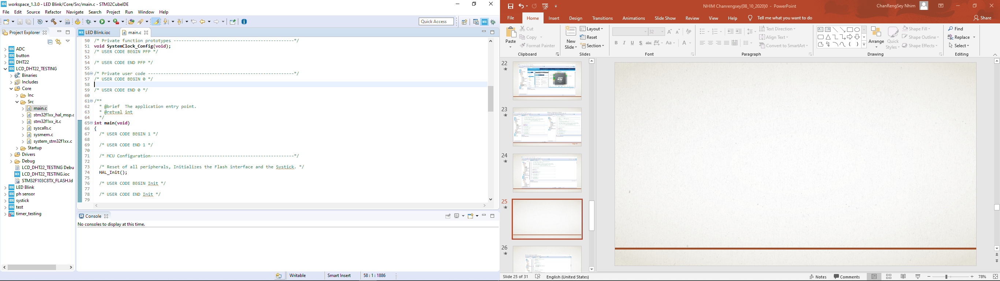 workspace_1.3.0 - LED Blink/Core/Src/main.c - STM32CubeIDE
File Edit Source Refactor Navigate Search Project Run Window Help
Quick Access
Project Explorer
ADC
button
DHT22
LCD_DHT22_TESTING
Binaries
Includes
Core
Inc
Src
main.c
stm32f1xx_hal_msp.c
stm32f1xx_it.c
syscalls.c
sysmem.c
system_stm32f1xx.c
Startup
Drivers
Debug
LCD_DHT22_TESTING Debu
LCD_DHT22_TESTING.ioc
STM32F103C8TX_FLASH.ld
LED Blink
ph sensor
systick
test
timer_testing
LED Blink.ioc main.c
50 /* Private function prototypes -----------------------------------------------*/
51 void SystemClock_Config(void);
52 /* USER CODE BEGIN PFP */
53
54 /* USER CODE END PFP */
55
56 /* Private user code ---------------------------------------------------------*/
57 /* USER CODE BEGIN 0 */
58
59 /* USER CODE END 0 */
60
61 /**
62 * @brief The application entry point.
63 * @retval int
64 */
65 int main(void)
66 {
67 /* USER CODE BEGIN 1 */
68
69 /* USER CODE END 1 */
70
71 /* MCU Configuration--------------------------------------------------------*/
72
73 /* Reset of all peripherals, Initializes the Flash interface and the Systick. */
74 HAL_Init();
75
76 /* USER CODE BEGIN Init */
77
78 /* USER CODE END Init */
79
Console
No consoles to display at this time.
Writable Smart Insert 58 : 1 : 1886
NHIM Chanrengsey(08_10_2020)0 - PowerPoint
ChanRengSey Nhim
File Home Insert Design Transitions Animations Slide Show Review View Help Tell me what you want to do Share
Paste
Cut
Copy
Format Painter
Clipboard
New Slide
Layout
Reset
Section
Slides
32
B I U S abc AV Aa A
Font
Text Direction
Align Text
Convert to SmartArt
Paragraph
Arrange
Quick Styles
Shape Fill
Shape Outline
Shape Effects
Drawing
Find
Replace
Select
Editing
22
23
24
25
26
Slide 25 of 31 English (United States) Notes Comments 78%